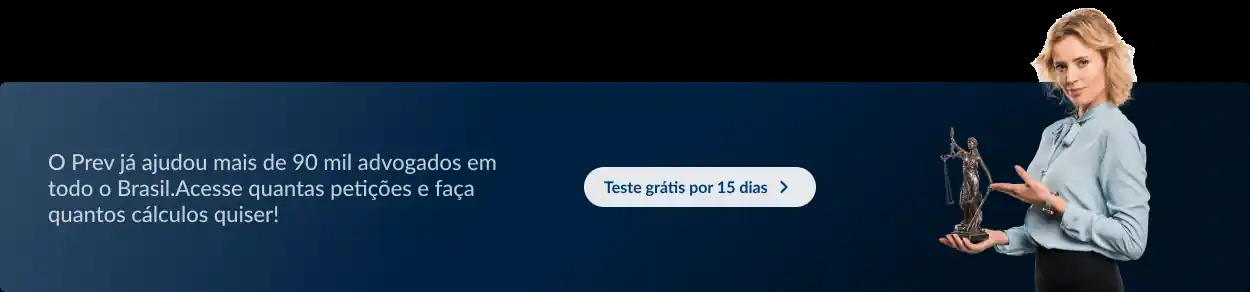 O Prev já ajudou mais de 90 mil advogados em
todo o Brasil.Acesse quantas petições e faça
quantos cálculos quiser!
Teste grátis por 15 dias